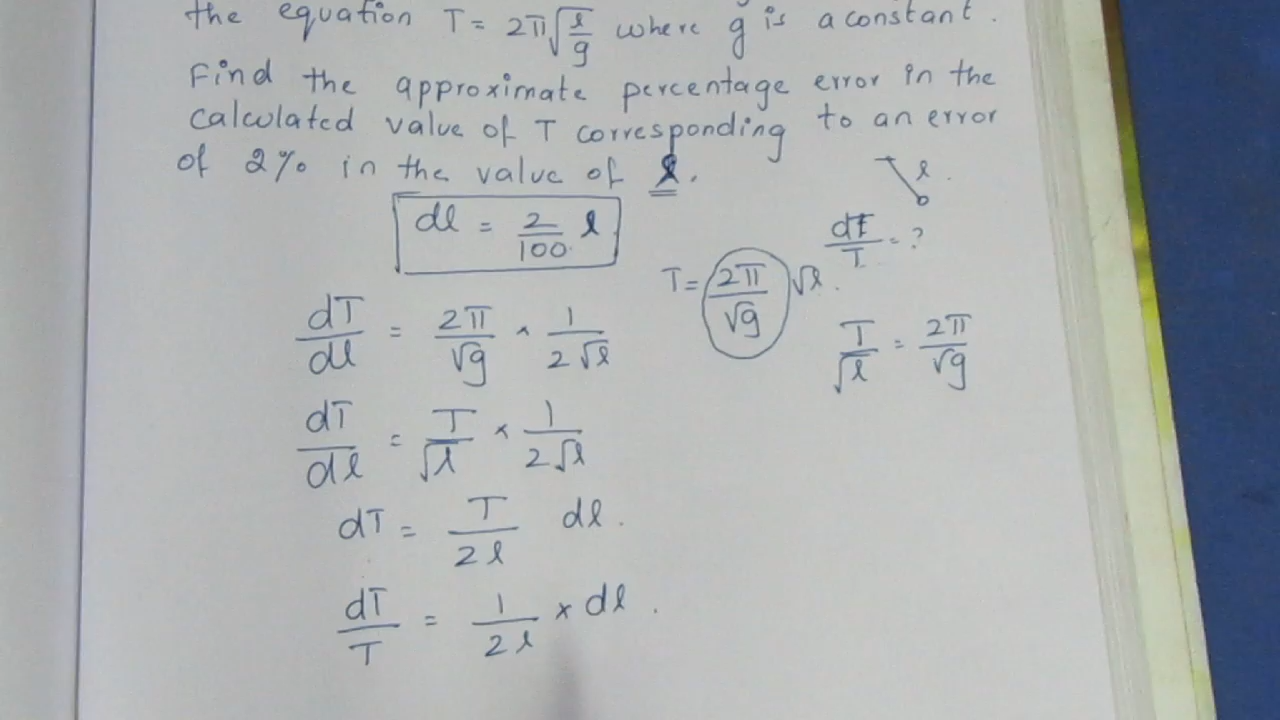 the equation T = 2π√(l/g) where g is a constant.
Find the approximate percentage error in the
calculated value of T corresponding to an error
of 2% in the value of l.
l.
dl = 2/100 l
dT/T = ?
T = 2π/√g √l.
dT/dl = 2π/√g × 1/2√l
T/√l = 2π/√g
dT/dl = T/√l × 1/2√l
dT = T/2l dl.
dT/T = 1/2l × dl.